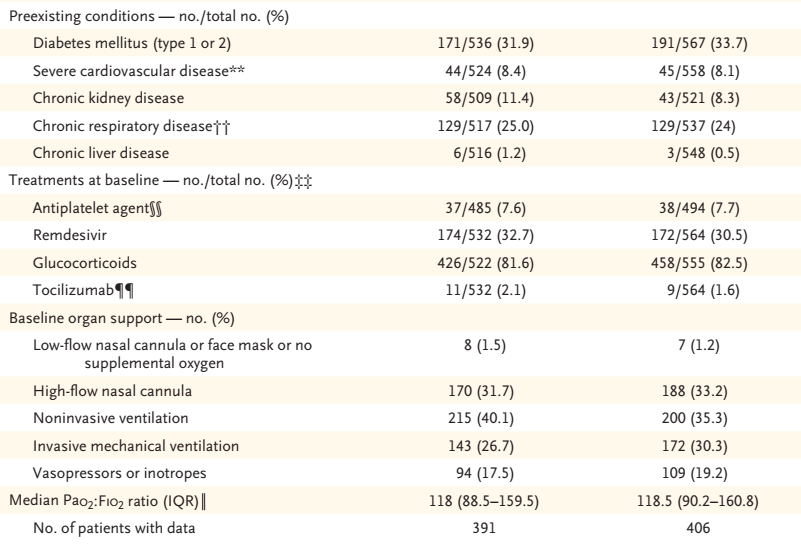 Preexisting conditions — no./total no. (%)
Diabetes mellitus (type 1 or 2) 171/536 (31.9) 191/567 (33.7)
Severe cardiovascular disease** 44/524 (8.4) 45/558 (8.1)
Chronic kidney disease 58/509 (11.4) 43/521 (8.3)
Chronic respiratory disease†† 129/517 (25.0) 129/537 (24)
Chronic liver disease 6/516 (1.2) 3/548 (0.5)
Treatments at baseline — no./total no. (%)‡‡
Antiplatelet agent§§ 37/485 (7.6) 38/494 (7.7)
Remdesivir 174/532 (32.7) 172/564 (30.5)
Glucocorticoids 426/522 (81.6) 458/555 (82.5)
Tocilizumab¶¶ 11/532 (2.1) 9/564 (1.6)
Baseline organ support — no. (%)
Low-flow nasal cannula or face mask or no 8 (1.5) 7 (1.2)
supplemental oxygen
High-flow nasal cannula 170 (31.7) 188 (33.2)
Noninvasive ventilation 215 (40.1) 200 (35.3)
Invasive mechanical ventilation 143 (26.7) 172 (30.3)
Vasopressors or inotropes 94 (17.5) 109 (19.2)
Median Pao₂:Fio₂ ratio (IQR)‖ 118 (88.5–159.5) 118.5 (90.2–160.8)
No. of patients with data 391 406